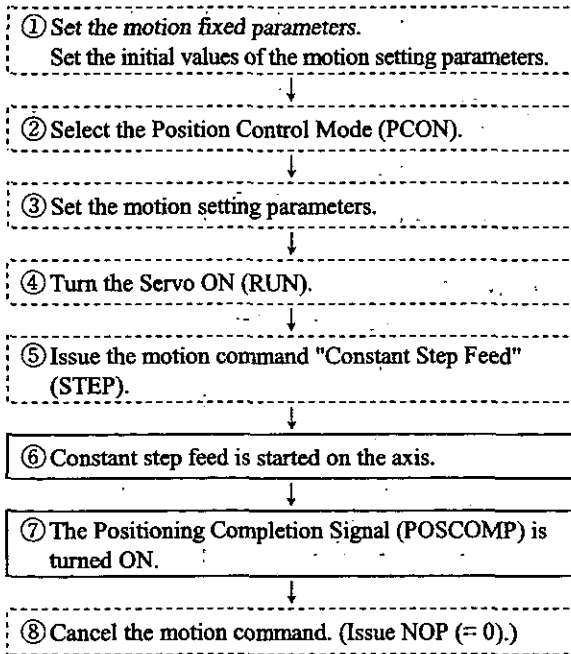 ① Set the motion fixed parameters.
Set the initial values of the motion setting parameters.
② Select the Position Control Mode (PCON).
③ Set the motion setting parameters.
④ Turn the Servo ON (RUN).
⑤ Issue the motion command "Constant Step Feed"
(STEP).
⑥ Constant step feed is started on the axis.
⑦ The Positioning Completion Signal (POSCOMP) is
turned ON.
⑧ Cancel the motion command. (Issue NOP (= 0).)